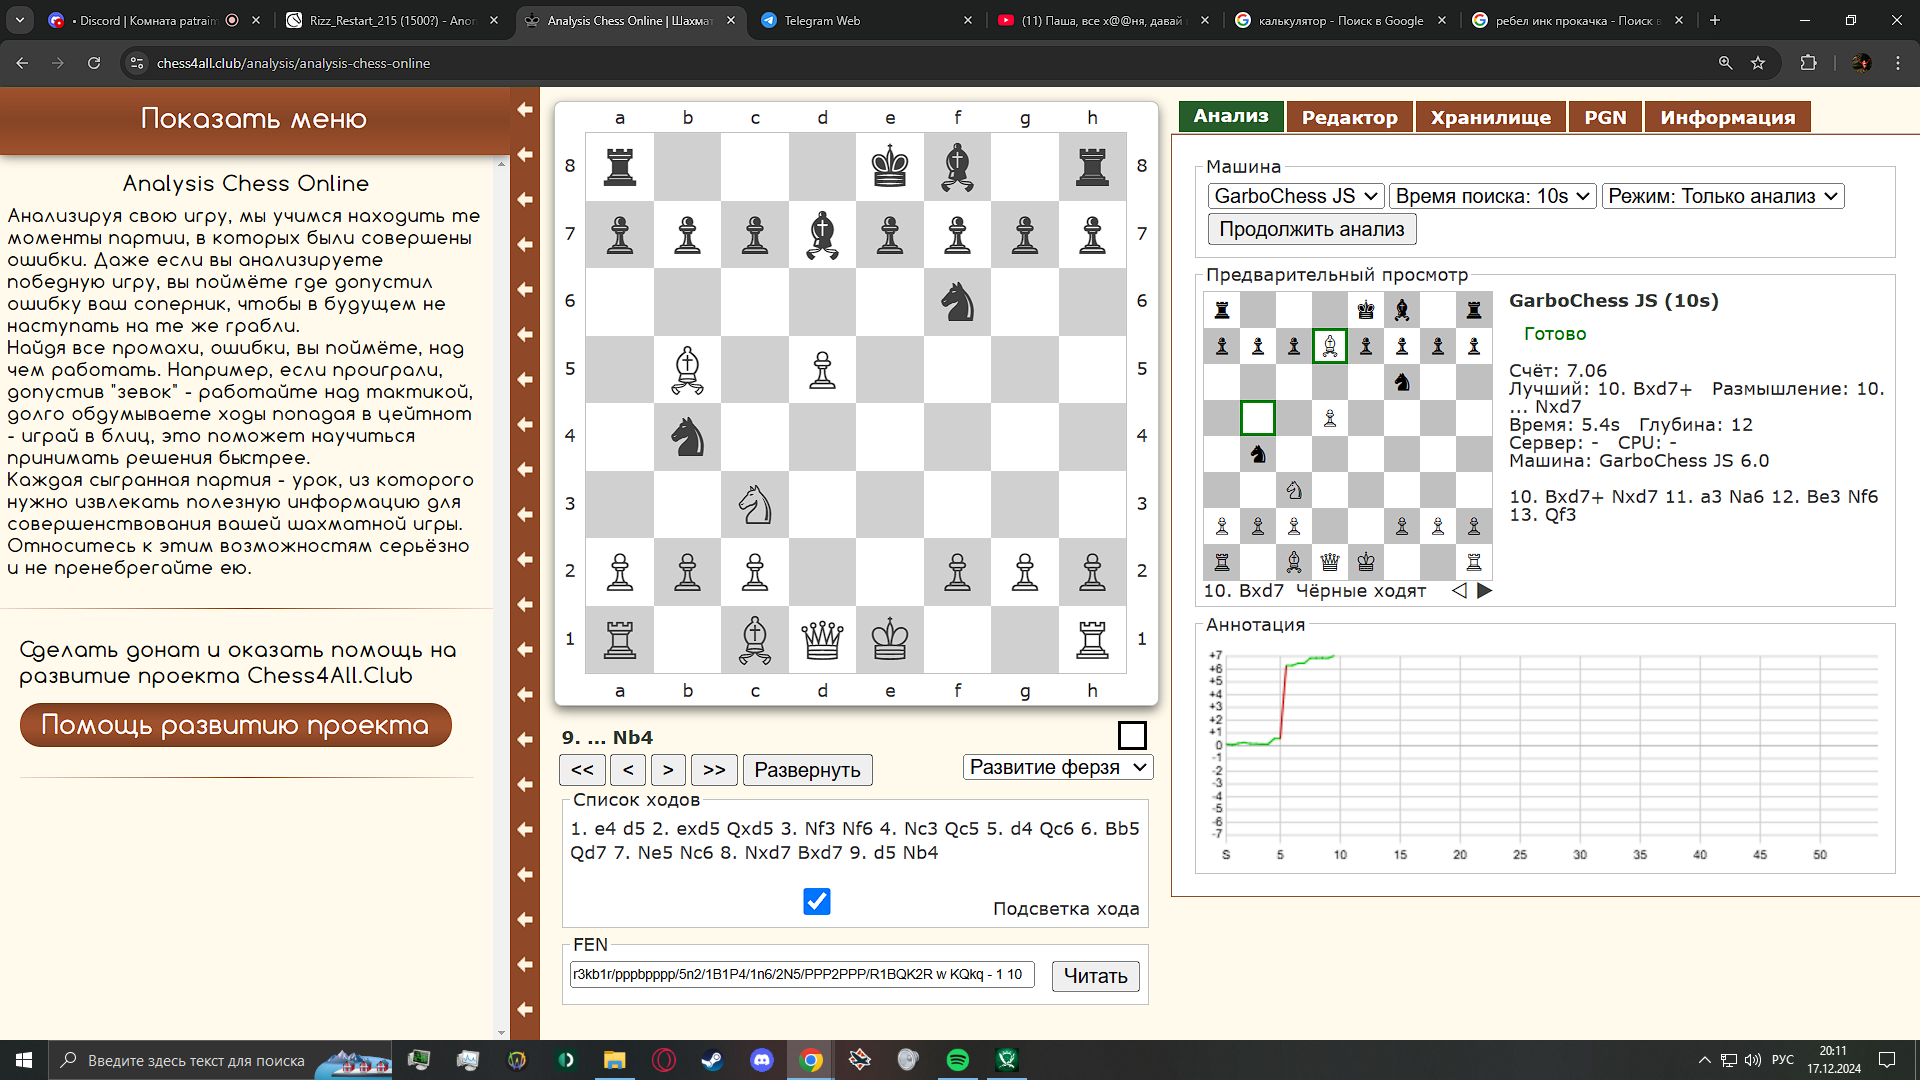 • Discord | Комната patraim
Rizz_Restart_215 (1500?) - Anon
Analysis Chess Online | Шахмат
Telegram Web
(11) Паша, все х@@ня, давай
калькулятор - Поиск в Google
ребел инк прокачка - Поиск в
chess4all.club/analysis/analysis-chess-online
Показать меню
Analysis Chess Online
Анализируя свою игру, мы учимся находить те
моменты партии, в которых были совершены
ошибки. Даже если вы анализируете
победную игру, вы поймёте где допустил
ошибку ваш соперник, чтобы в будущем не
наступать на те же грабли.
Найдя все промахи, ошибки, вы поймёте, над
чем работать. Например, если проиграли,
допустив "зевок" - работайте над тактикой,
долго обдумываете ходы попадая в цейтнот
- играй в блиц, это поможет научиться
принимать решения быстрее.
Каждая сыгранная партия - урок, из которого
нужно извлекать полезную информацию для
совершенствования вашей шахматной игры.
Относитесь к этим возможностям серьёзно
и не пренебрегайте ею.
Сделать донат и оказать помощь на
развитие проекта Chess4All.Club
Помощь развитию проекта
a b c d e f g h
8 8
7 7
6 6
5 5
4 4
3 3
2 2
1 1
a b c d e f g h
9. ... Nb4
<< < > >> Развернуть
Развитие ферзя
Список ходов
1. e4 d5 2. exd5 Qxd5 3. Nf3 Nf6 4. Nc3 Qc5 5. d4 Qc6 6. Bb5
Qd7 7. Ne5 Nc6 8. Nxd7 Bxd7 9. d5 Nb4
Подсветка хода
FEN
r3kb1r/pppbpppp/5n2/1B1P4/1n6/2N5/PPP2PPP/R1BQK2R w KQkq - 1 10
Читать
Анализ Редактор Хранилище PGN Информация
Машина
GarboChess JS Время поиска: 10s Режим: Только анализ
Продолжить анализ
Предварительный просмотр
GarboChess JS (10s)
Готово
Счёт: 7.06
Лучший: 10. Bxd7+ Размышление: 10.
... Nxd7
Время: 5.4s Глубина: 12
Сервер: - CPU: -
Машина: GarboChess JS 6.0
10. Bxd7+ Nxd7 11. a3 Na6 12. Be3 Nf6
13. Qf3
10. Bxd7 Чёрные ходят
Аннотация
+7
+6
+5
+4
+3
+2
+1
0
-1
-2
-3
-4
-5
-6
-7
S 5 10 15 20 25 30 35 40 45 50
Введите здесь текст для поиска
РУС
20:11
17.12.2024